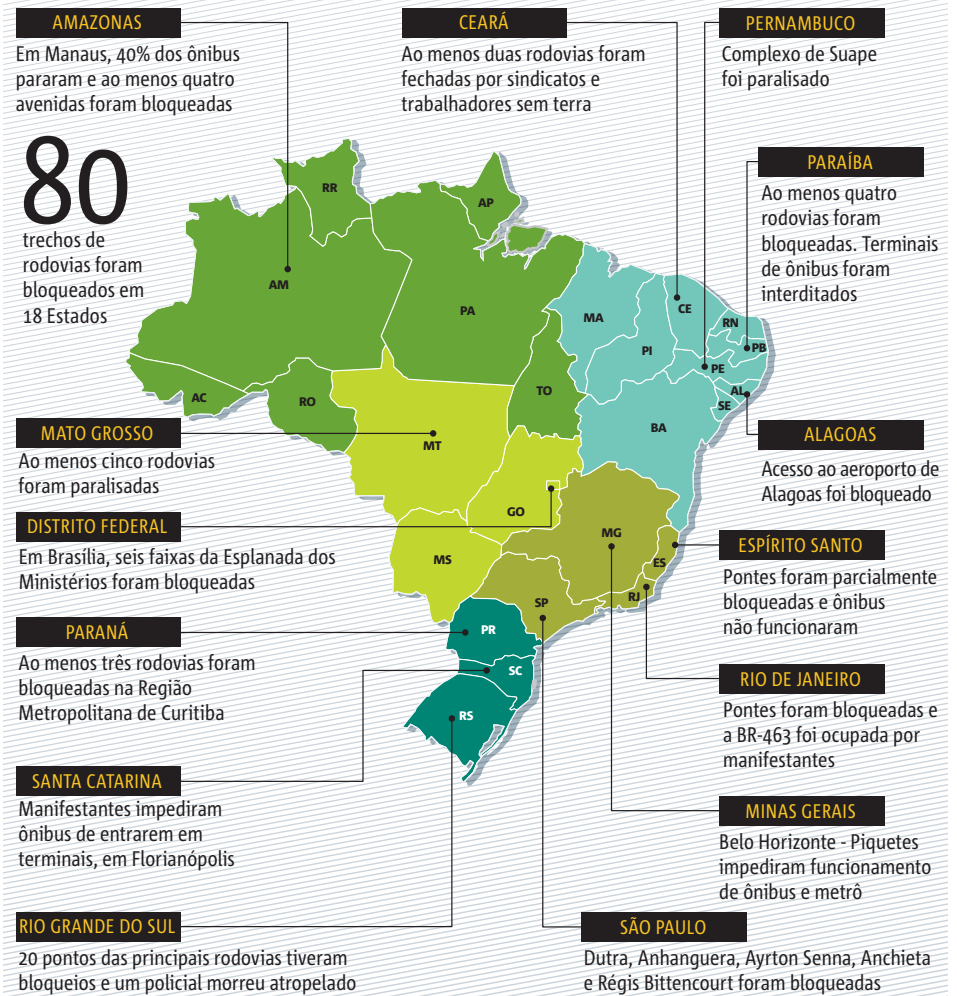 AMAZONAS
Em Manaus, 40% dos ônibus
pararam e ao menos quatro
avenidas foram bloqueadas
CEARÁ
Ao menos duas rodovias foram
fechadas por sindicatos e
trabalhadores sem terra
PERNAMBUCO
Complexo de Suape
foi paralisado
80
trechos de
rodovias foram
bloqueados em
18 Estados
PARAÍBA
Ao menos quatro
rodovias foram
bloqueadas. Terminais
de ônibus foram
interditados
RR
AP
AM
PA
MA
CE
RN
PB
PI
PE
AL
SE
AC
RO
TO
BA
MT
GO
MG
MS
ES
SP
RJ
PR
SC
RS
MATO GROSSO
Ao menos cinco rodovias
foram paralisadas
ALAGOAS
Acesso ao aeroporto de
Alagoas foi bloqueado
DISTRITO FEDERAL
Em Brasília, seis faixas da Esplanada dos
Ministérios foram bloqueadas
ESPÍRITO SANTO
Pontes foram parcialmente
bloqueadas e ônibus
não funcionaram
PARANÁ
Ao menos três rodovias foram
bloqueadas na Região
Metropolitana de Curitiba
RIO DE JANEIRO
Pontes foram bloqueadas e
a BR-463 foi ocupada por
manifestantes
SANTA CATARINA
Manifestantes impediram
ônibus de entrarem em
terminais, em Florianópolis
MINAS GERAIS
Belo Horizonte - Piquetes
impediram funcionamento
de ônibus e metrô
RIO GRANDE DO SUL
20 pontos das principais rodovias tiveram
bloqueios e um policial morreu atropelado
SÃO PAULO
Dutra, Anhanguera, Ayrton Senna, Anchieta
e Régis Bittencourt foram bloqueadas